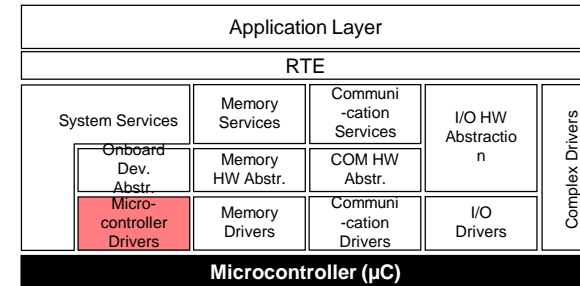 Application Layer
RTE
System Services
Memory
Services
Communi
-cation
Services
I/O HW
Abstractio
n
Complex Drivers
Onboard
Dev.
Abstr.
Memory
HW Abstr.
COM HW
Abstr.
Micro-
controller
Drivers
Memory
Drivers
Communi
-cation
Drivers
I/O
Drivers
Microcontroller (µC)